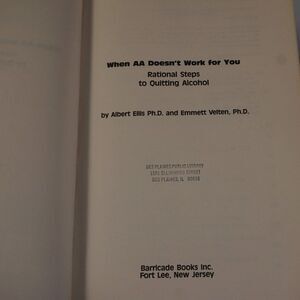 When AA Doesn't Work for You
Rational Steps
to Quitting Alcohol
by Albert Ellis Ph.D. and Emmett Velten, Ph.D.
DES PLAINES PUBLIC LIBRARY
1501 ELLINWOOD STREET
DES PLAINES, IL 60016
Barricade Books Inc.
Fort Lee, New Jersey